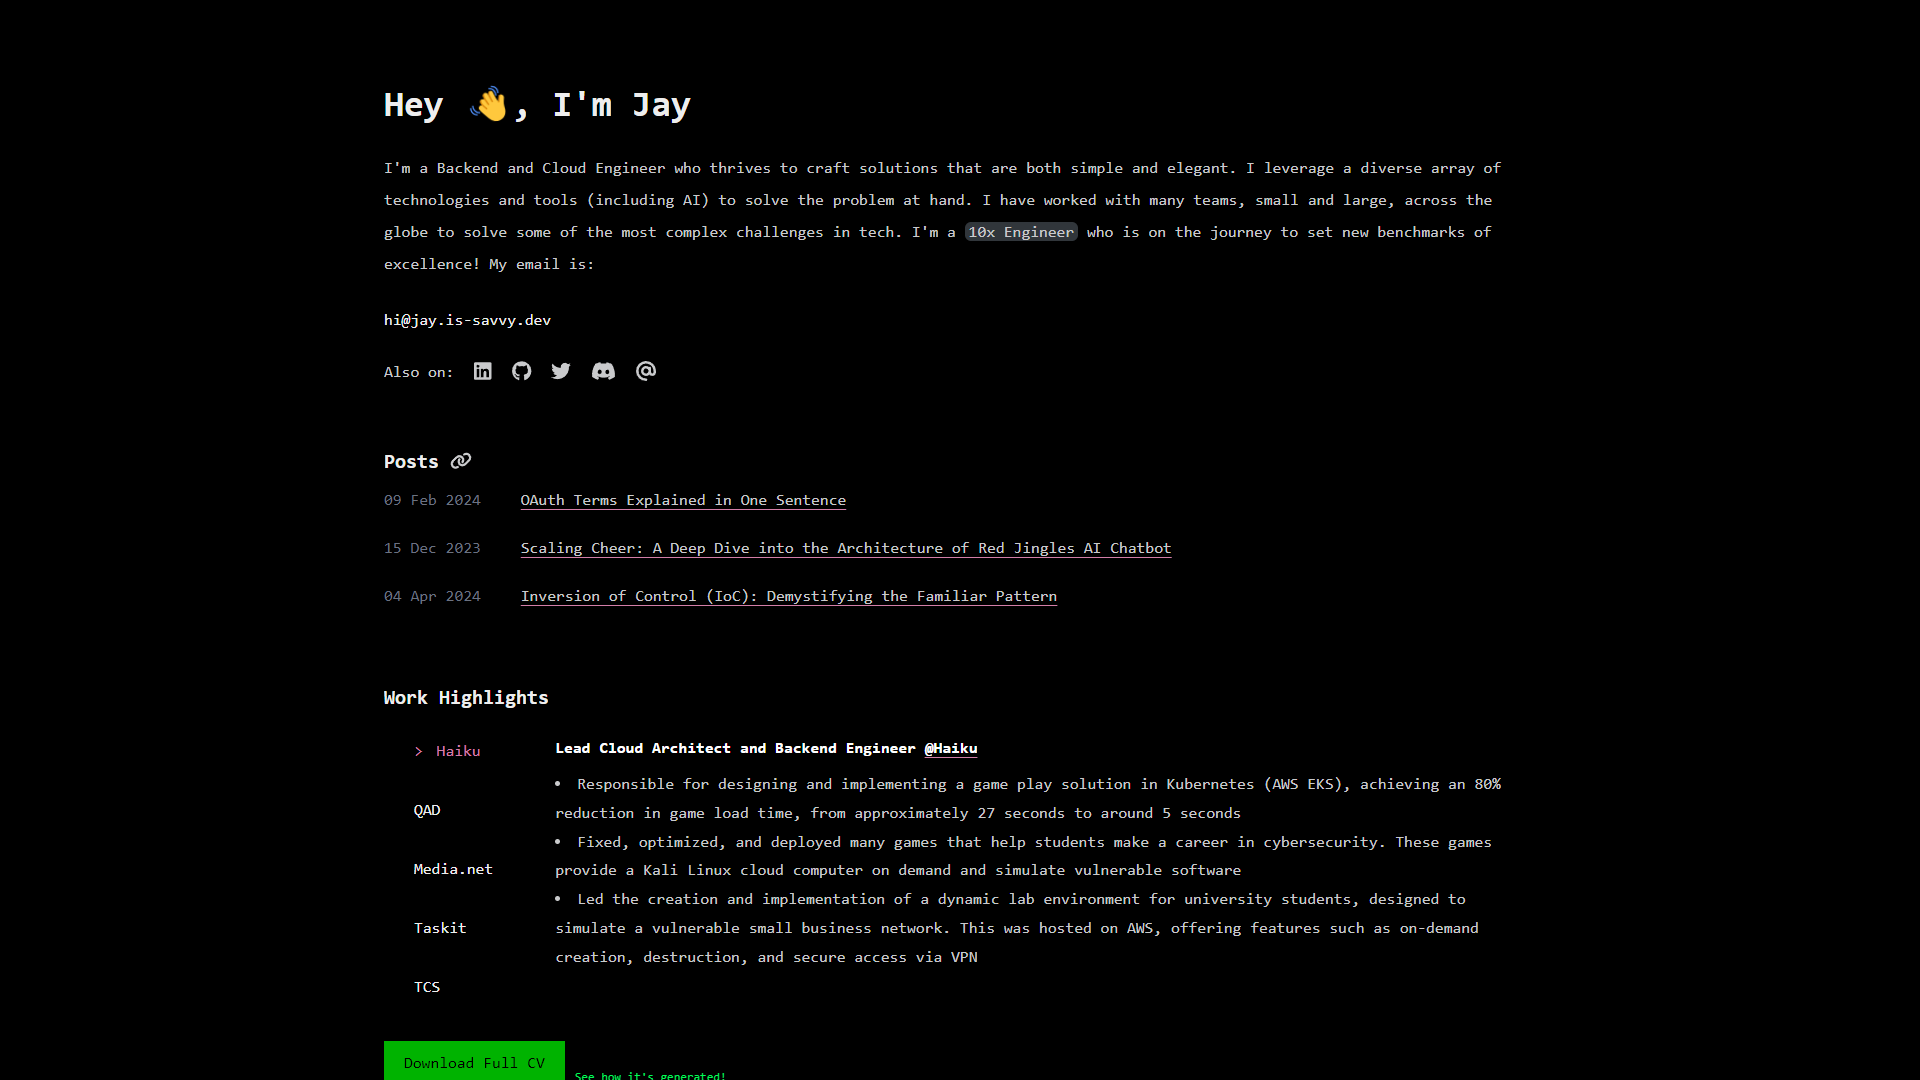 Hey 👋, I'm Jay
I'm a Backend and Cloud Engineer who thrives to craft solutions that are both simple and elegant. I leverage a diverse array of
technologies and tools (including AI) to solve the problem at hand. I have worked with many teams, small and large, across the
globe to solve some of the most complex challenges in tech. I'm a 10x Engineer who is on the journey to set new benchmarks of
excellence! My email is:
hi@jay.is-savvy.dev
Also on:
Posts
09 Feb 2024 OAuth Terms Explained in One Sentence
15 Dec 2023 Scaling Cheer: A Deep Dive into the Architecture of Red Jingles AI Chatbot
04 Apr 2024 Inversion of Control (IoC): Demystifying the Familiar Pattern
Work Highlights
> Haiku
QAD
Media.net
Taskit
TCS
Lead Cloud Architect and Backend Engineer @Haiku
• Responsible for designing and implementing a game play solution in Kubernetes (AWS EKS), achieving an 80%
reduction in game load time, from approximately 27 seconds to around 5 seconds
• Fixed, optimized, and deployed many games that help students make a career in cybersecurity. These games
provide a Kali Linux cloud computer on demand and simulate vulnerable software
• Led the creation and implementation of a dynamic lab environment for university students, designed to
simulate a vulnerable small business network. This was hosted on AWS, offering features such as on-demand
creation, destruction, and secure access via VPN
Download Full CV
See how it's generated!